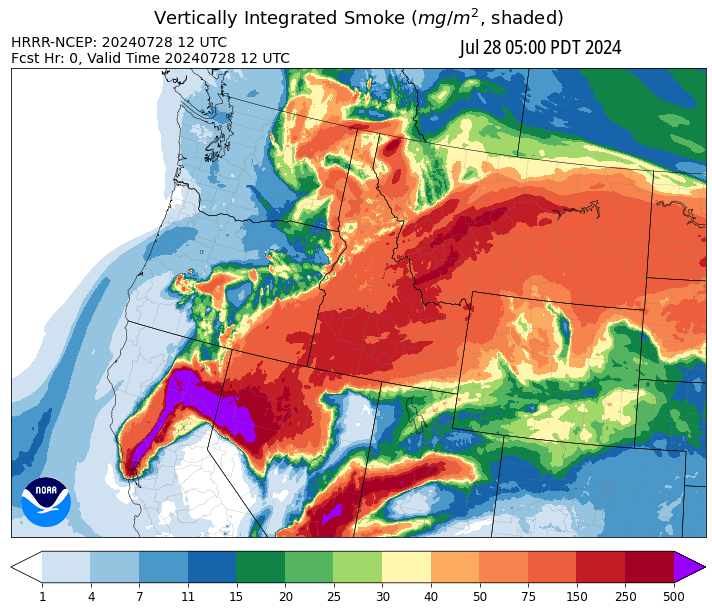 Vertically Integrated Smoke (mg/m², shaded)
HRRR-NCEP: 20240728 12 UTC
Jul 28 05:00 PDT 2024
Fcst Hr: 0, Valid Time 20240728 12 UTC
NOAA
1 4 7 11 15 20 25 30 40 50 75 150 250 500